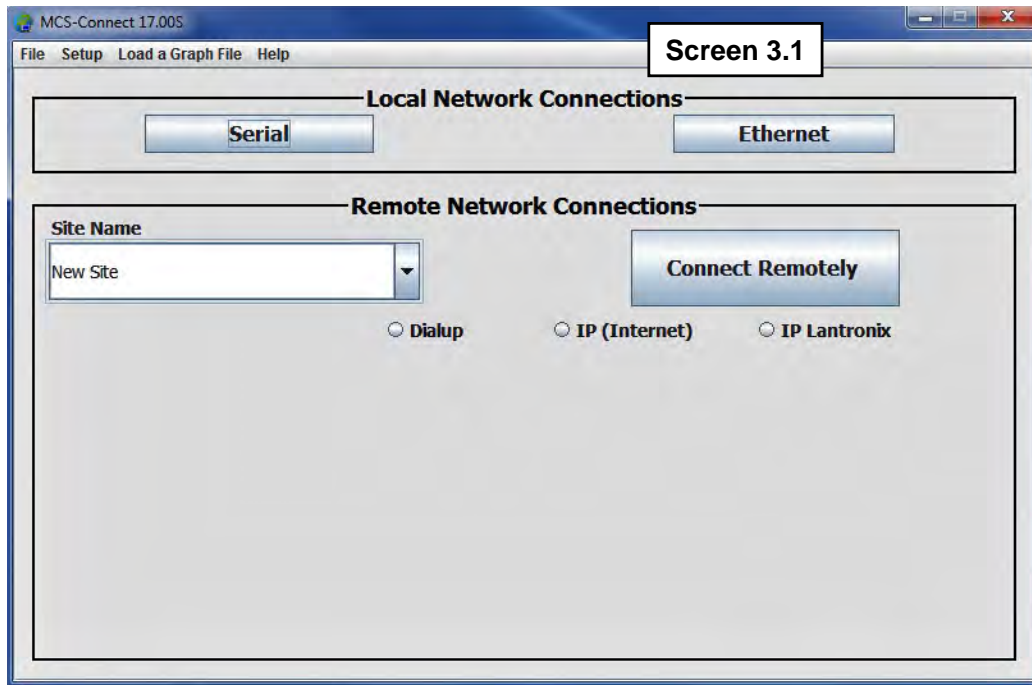 MCS-Connect 17.00S
File Setup Load a Graph File Help
Screen 3.1
Local Network Connections
Serial Ethernet
Remote Network Connections
Site Name
New Site
Connect Remotely
Dialup IP (Internet) IP Lantronix